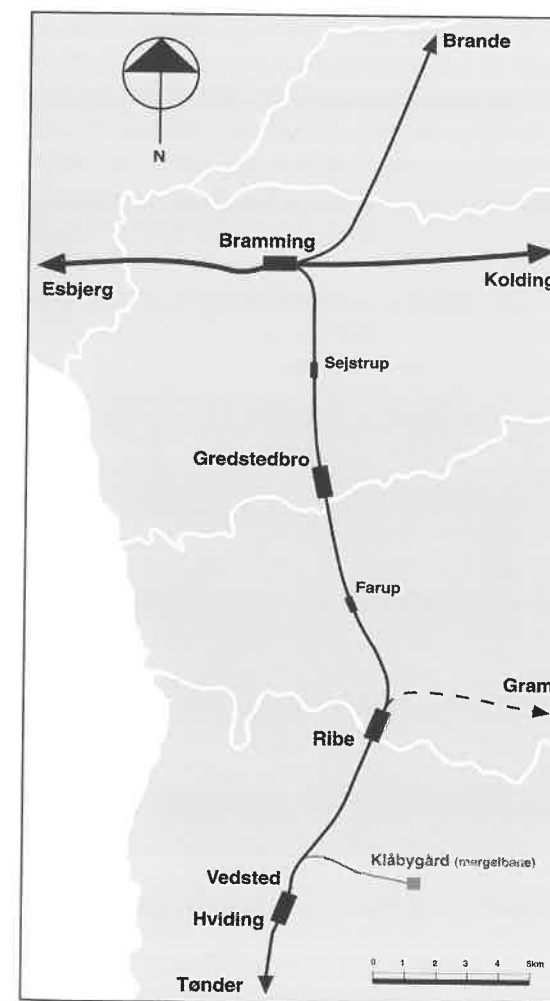 Brande
N
Bramming
Esbjerg
Kolding
Sejstrup
Gredstedbro
Farup
Gram
Ribe
Klåbygård (mergelbane)
Vedsted
Hviding
Tønder
0 1 2 3 4 5km